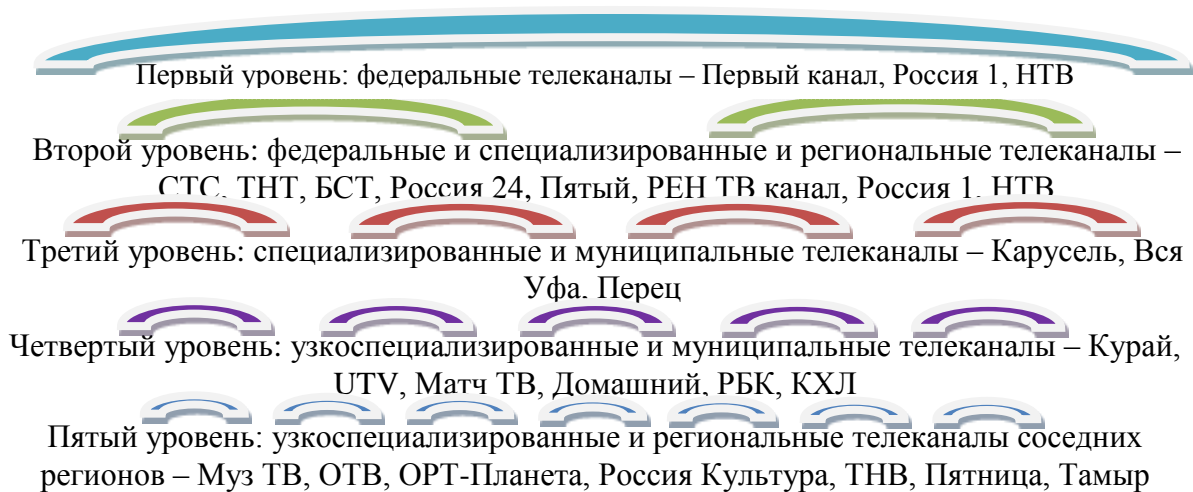 Первый уровень: федеральные телеканалы – Первый канал, Россия 1, НТВ
Второй уровень: федеральные и специализированные и региональные телеканалы –
СТС, ТНТ, БСТ, Россия 24, Пятый, РЕН ТВ канал, Россия 1, НТВ
Третий уровень: специализированные и муниципальные телеканалы – Карусель, Вся
Уфа, Перец
Четвертый уровень: узкоспециализированные и муниципальные телеканалы – Курай,
UTV, Матч ТВ, Домашний, РБК, КХЛ
Пятый уровень: узкоспециализированные и региональные телеканалы соседних
регионов – Муз ТВ, ОТВ, ОРТ-Планета, Россия Культура, ТНВ, Пятница, Тамыр